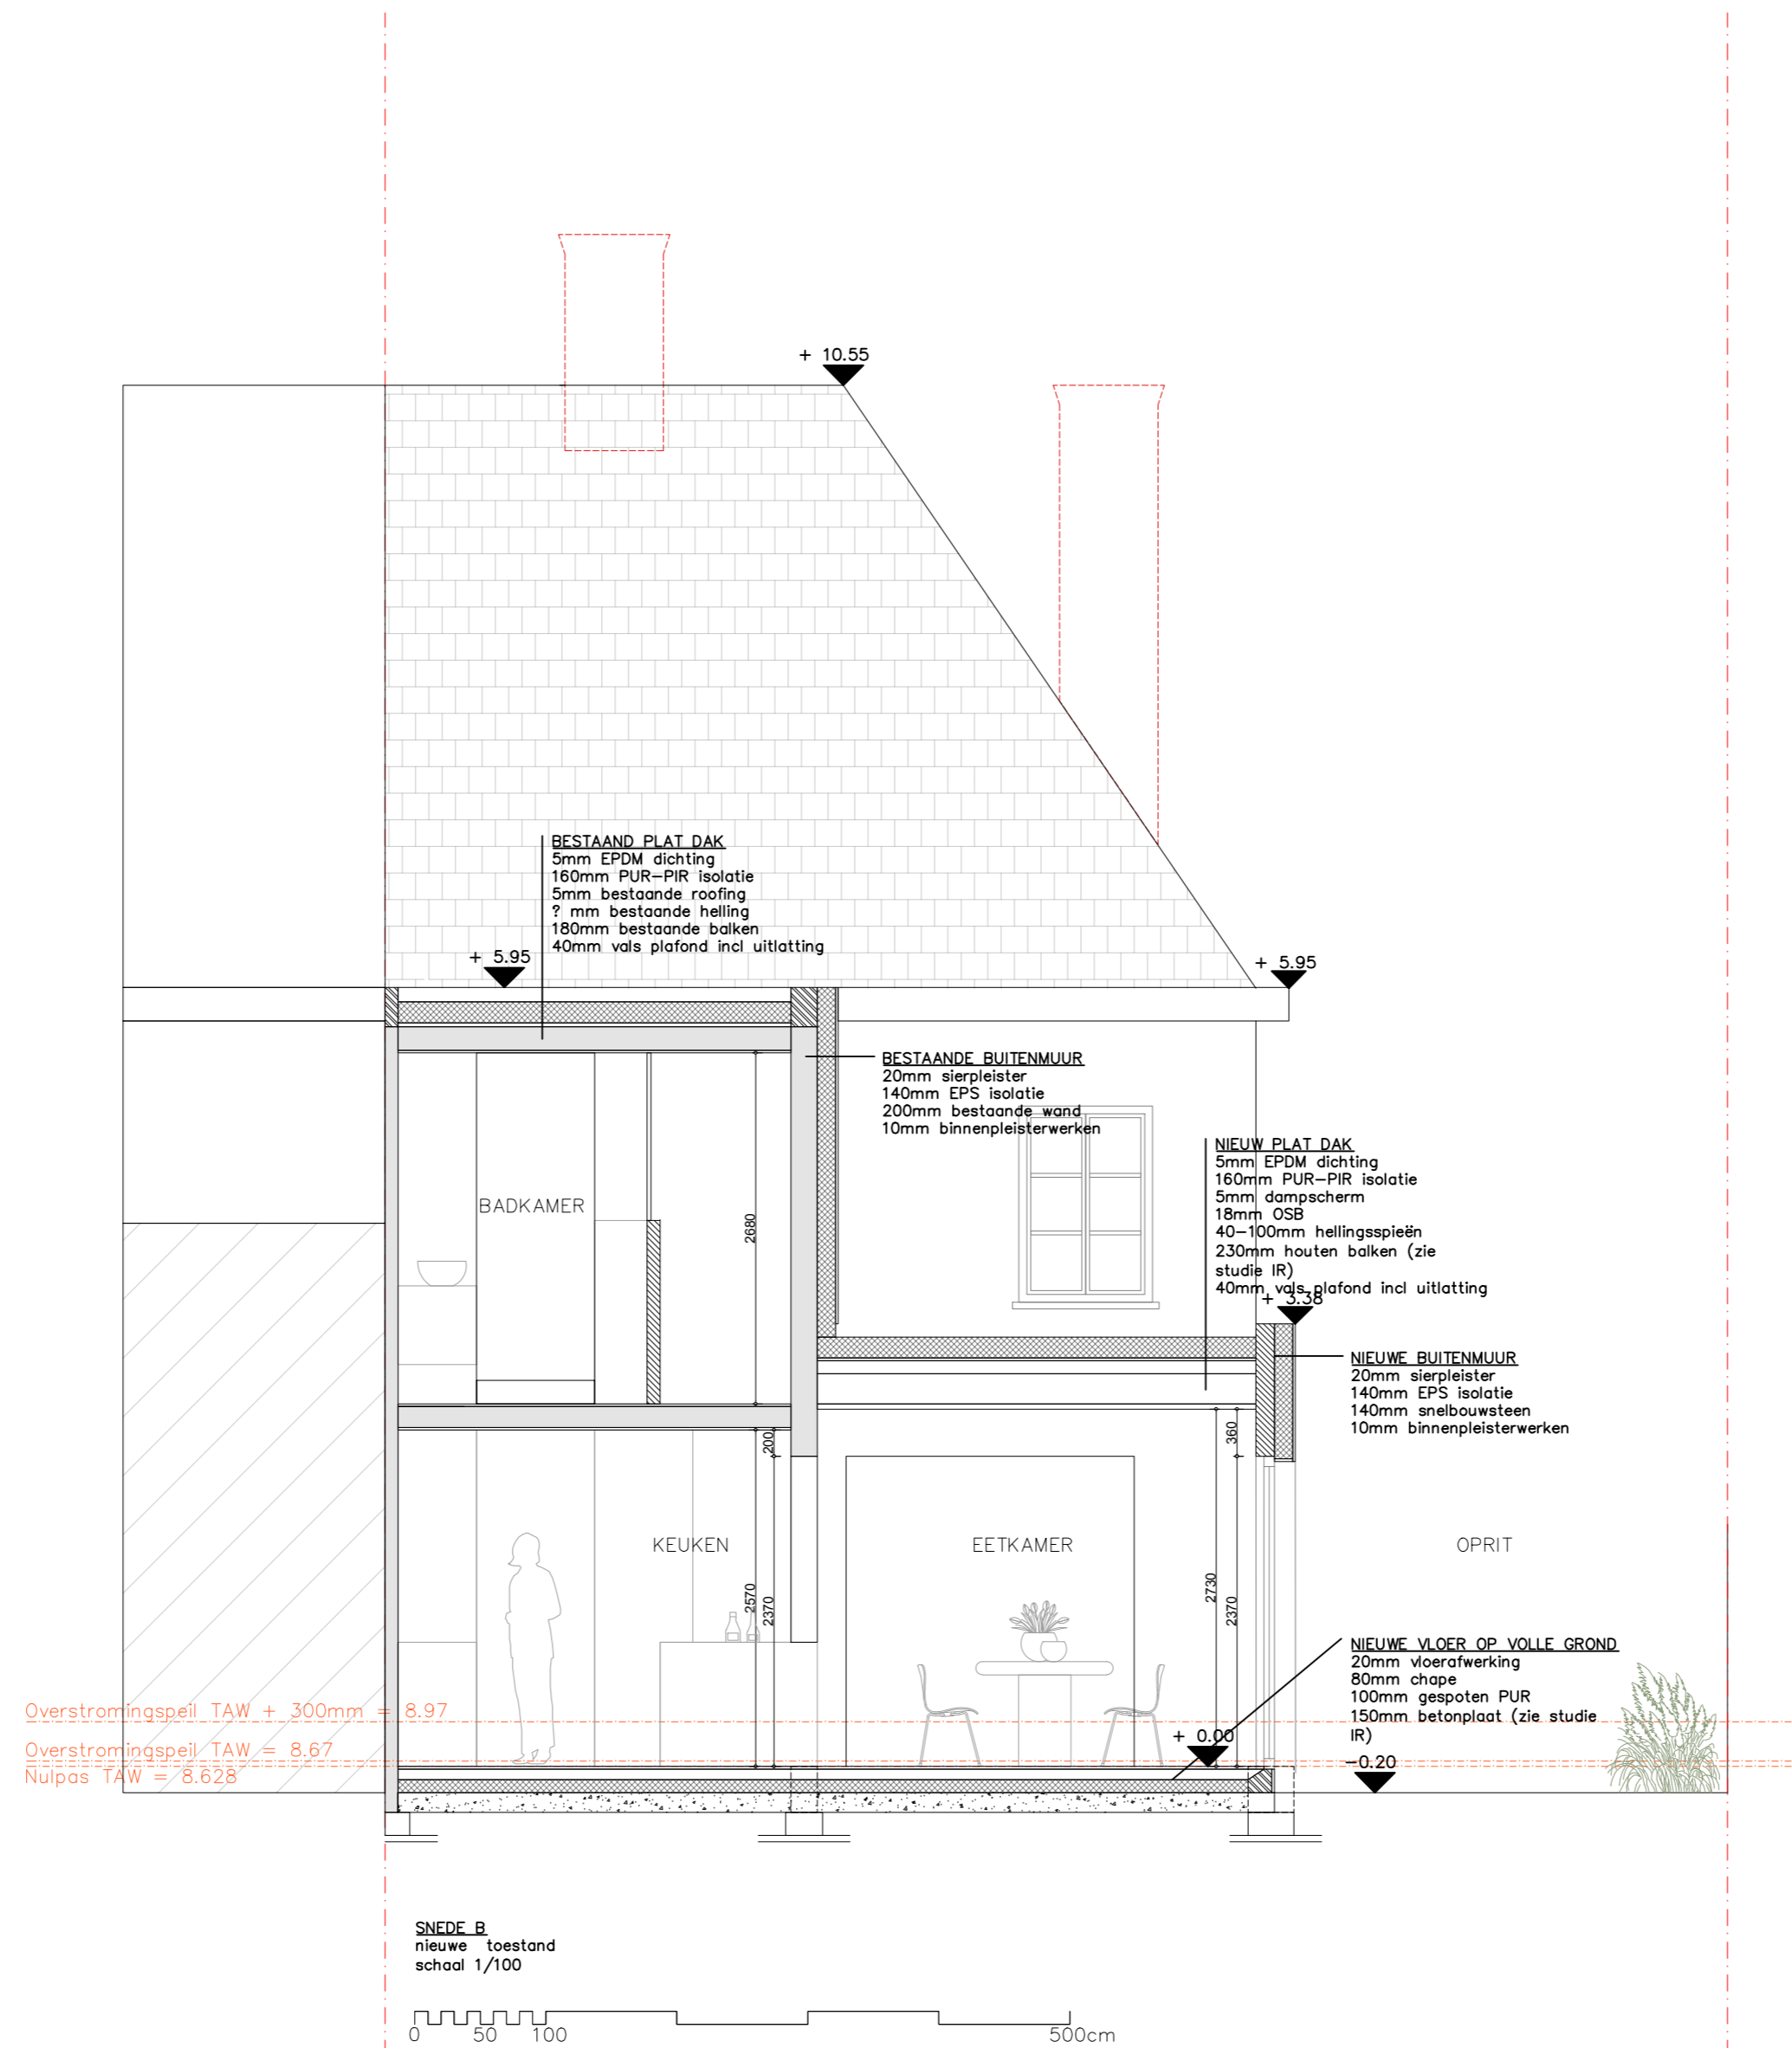 + 10.55
BESTAAND PLAT DAK
5mm EPDM dichting
160mm PUR-PIR isolatie
5mm bestaande roofing
? mm bestaande helling
180mm bestaande balken
40mm vals plafond incl uitlatting
+ 5.95
+ 5.95
BESTAANDE BUITENMUUR
20mm sierpleister
140mm EPS isolatie
200mm bestaande wand
10mm binnenpleisterwerken
NIEUW PLAT DAK
5mm EPDM dichting
160mm PUR-PIR isolatie
5mm dampscherm
18mm OSB
40-100mm hellingsspieën
230mm houten balken (zie
studie IR)
40mm vals plafond incl uitlatting
+ 3.38
BADKAMER
2680
NIEUWE BUITENMUUR
20mm sierpleister
140mm EPS isolatie
140mm snelbouwsteen
10mm binnenpleisterwerken
200
360
KEUKEN
EETKAMER
OPRIT
2570
2370
2730
2370
NIEUWE VLOER OP VOLLE GROND
20mm vloerafwerking
80mm chape
100mm gespoten PUR
150mm betonplaat (zie studie
IR)
Overstromingspeil TAW + 300mm = 8.97
Overstromingspeil TAW = 8.67
Nulpas TAW = 8.628
+ 0.00
-0.20
SNEDE B
nieuwe toestand
schaal 1/100
0 50 100 500cm